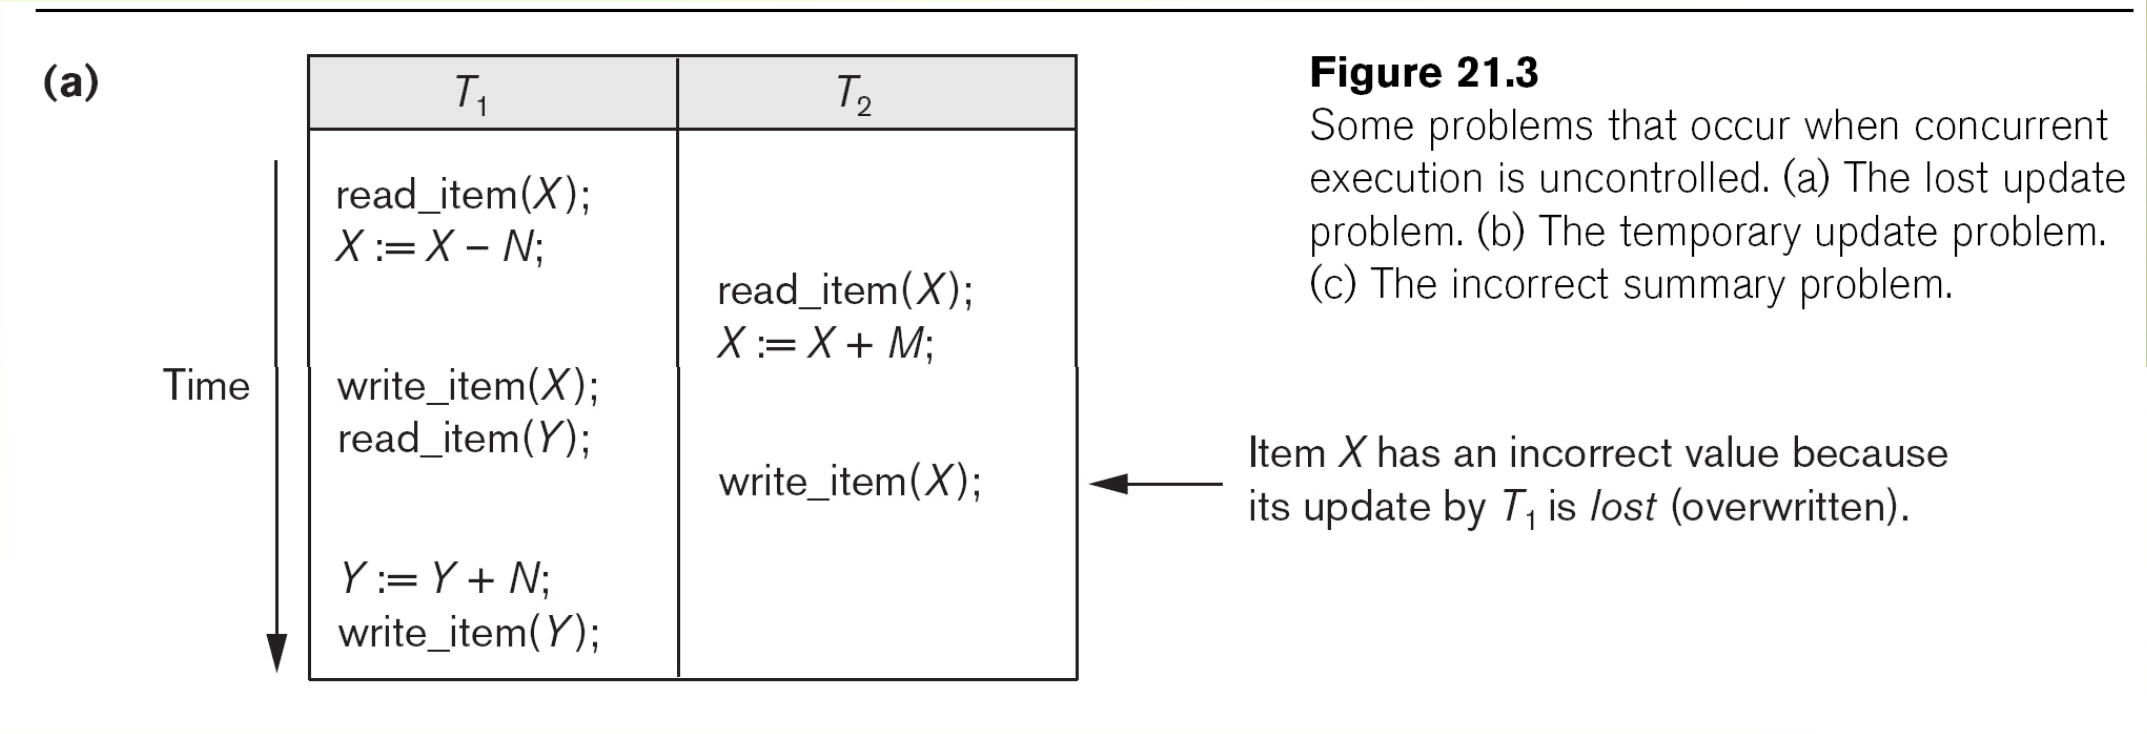 (a)
T1 T2
read_item(X);
X := X – N;
read_item(X);
X := X + M;
Time
write_item(X);
read_item(Y);
write_item(X);
Y := Y + N;
write_item(Y);
Figure 21.3
Some problems that occur when concurrent
execution is uncontrolled. (a) The lost update
problem. (b) The temporary update problem.
(c) The incorrect summary problem.
Item X has an incorrect value because
its update by T1 is lost (overwritten).